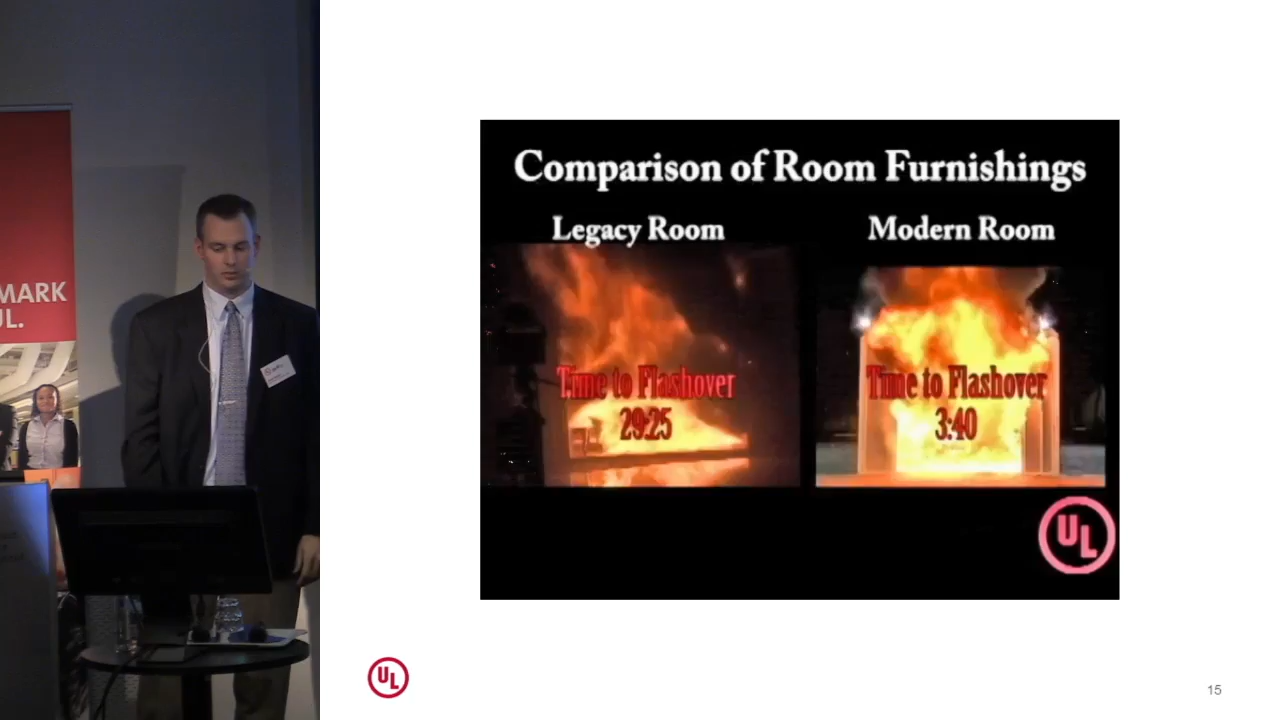 MARK
UL.
Comparison of Room Furnishings
Legacy Room
Modern Room
Time to Flashover
29:25
Time to Flashover
3:40
UL
UL
15